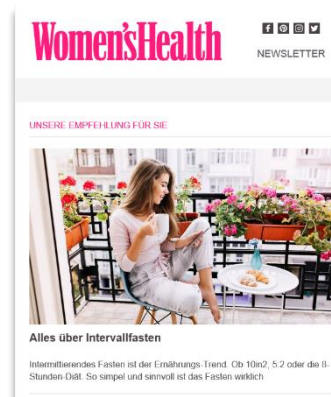 Women'sHealth
NEWSLETTER
UNSERE EMPFEHLUNG FÜR SIE
Alles über Intervallfasten
Intermittierendes Fasten ist der Ernährungs-Trend. Ob 10in2, 5:2 oder die 8-
Stunden-Diät. So simpel und sinnvoll ist das Fasten wirklich